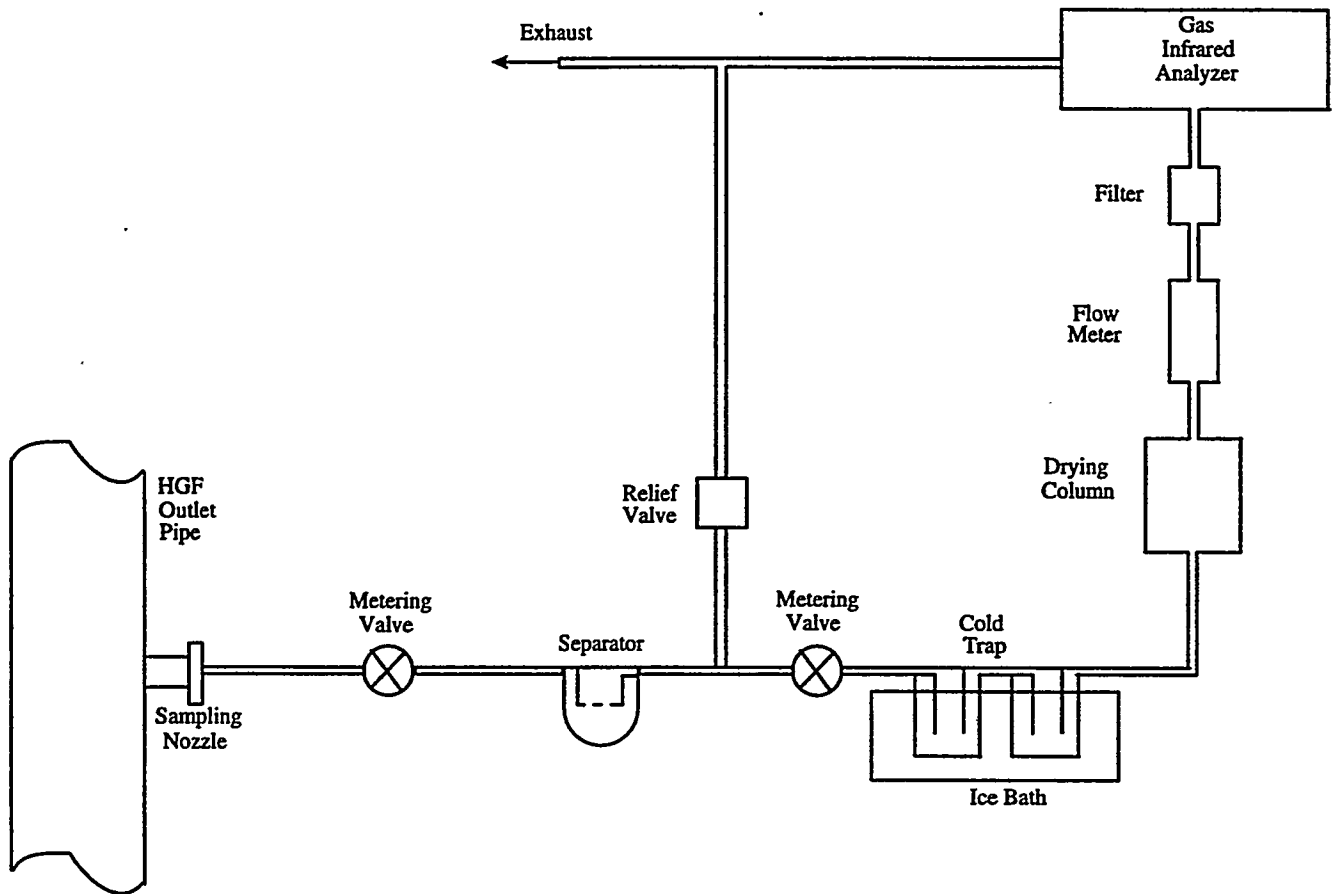 Exhaust
Gas
Infrared
Analyzer
Filter
Flow
Meter
Drying
Column
HGF
Outlet
Pipe
Relief
Valve
Metering
Valve
Separator
Metering
Valve
Cold
Trap
Sampling
Nozzle
Ice Bath